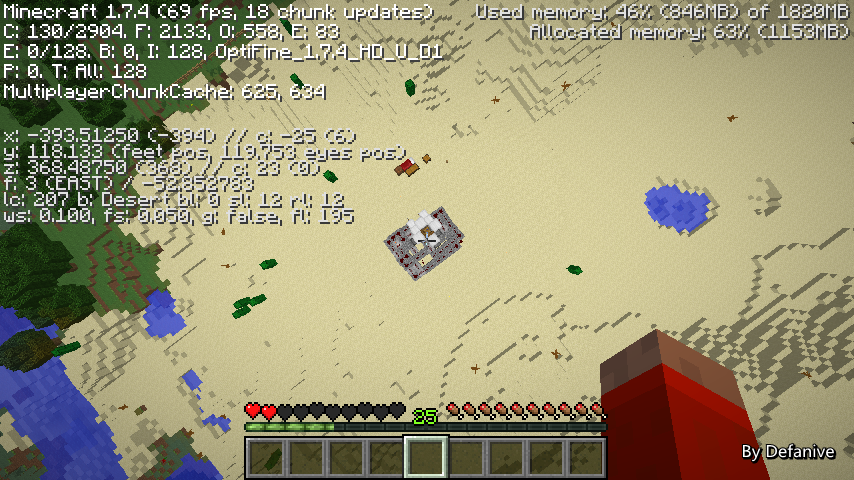 Minecraft 1.7.4 (69 fps, 18 chunk updates)
C: 130/2904, F: 2133, O: 558, E: 83
E: 0/128, B: 0, I: 128, OptiFine_1.7.4_HD_U_D1
P: 0, T: All: 128
MultiplayerChunkCache: 625, 634
Used memory: 46% (846MB) of 1820MB
Allocated memory: 63% (1153MB)
x: -393.51250 (-394) // c: -25 (6)
y: 118.133 (feet pos, 119.753 eyes pos)
z: 368.48750 (368) // c: 23 (0)
f: 3 (EAST) / -52.852783
lc: 207 b: Desert bl: 0 sl: 12 rl: 12
ws: 0.100, fs: 0.050, g: false, fl: 195
25
By Defanive